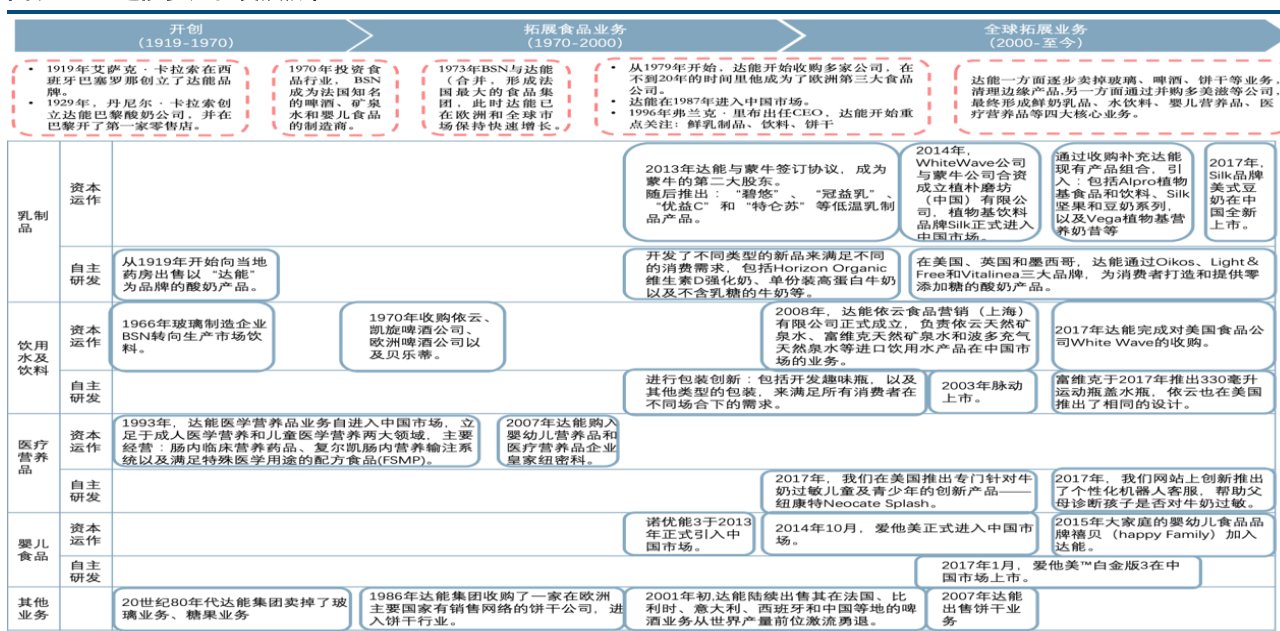 开创
(1919-1970)
拓展食品业务
(1970-2000)
全球拓展业务
(2000-至今)
• 1919年艾萨克·卡拉索在西
班牙巴塞罗那创立了达能品
牌。
• 1929年，丹尼尔·卡拉索创
立达能巴黎酸奶公司，并在
巴黎开了第一家零售店。
1970年投资食
品行业，BSN
成为法国知名
的啤酒、矿泉
水和婴儿食品
的制造商。
1973年BSN与达能
（合并，形成法
国最大的食品集
团，此时达能已
在欧洲和全球市
场保持快速增长。
• 从1979年开始，达能开始收购多家公司，在
不到20年的时间里他成为了欧洲第三大食品
公司。
• 达能在1987年进入中国市场。
• 1996年弗兰克·里布出任CEO，达能开始重
点关注：鲜乳制品、饮料、饼干
达能一方面逐步卖掉玻璃、啤酒、饼干等业务，
清理边缘产品,另一方面通过并购多美滋等公司，
最终形成鲜奶乳品、水饮料、婴儿营养品、医
疗营养品等四大核心业务。
乳制
品
资本
运作
2013年达能与蒙牛签订协议，成为
蒙牛的第二大股东。
随后推出：“碧悠”、“冠益乳”、
“优益C”和“特仑苏”等低温乳制
品产品。
2014年，
WhiteWave公司
与蒙牛公司合资
成立植朴磨坊
（中国）有限公
司，植物基饮料
品牌Silk正式进入
中国市场。
通过收购补充达能
现有产品组合，引
入：包括Alpro植物
基食品和饮料、Silk
坚果和豆奶系列，
以及Vega植物基营
养奶昔等
2017年，
Silk品牌
美式豆
奶在中
国全新
上市。
自主
研发
从1919年开始向当地
药房出售以“达能”
为品牌的酸奶产品。
开发了不同类型的新品来满足不同
的消费需求，包括Horizon Organic
维生素D强化奶、单份装高蛋白牛奶
以及不含乳糖的牛奶等。
在美国、英国和墨西哥，达能通过Oikos、Light＆
Free和Vitalinea三大品牌，为消费者打造和提供零
添加糖的酸奶产品。
饮用
水及
饮料
资本
运作
1966年玻璃制造企业
BSN转向生产市场饮
料。
1970年收购依云、
凯旋啤酒公司、
欧洲啤酒公司以
及贝乐蒂。
2008年，达能依云食品营销（上海）
有限公司正式成立，负责依云天然矿
泉水、富维克天然矿泉水和波多充气
天然泉水等进口饮用水产品在中国市
场的业务。
2017年达能完成对美国食品公
司White Wave的收购。
自主
研发
进行包装创新：包括开发趣味瓶，以及
其他类型的包装，来满足所有消费者在
不同场合下的需求。
2003年脉动
上市。
富维克于2017年推出330毫升
运动瓶盖水瓶，依云也在美国
推出了相同的设计。
医疗
营养
品
资本
运作
1993年，达能医学营养品业务自进入中国市场，立
足于成人医学营养和儿童医学营养两大领域，主要
经营：肠内临床营养药品、复尔凯肠内营养输注系
统以及满足特殊医学用途的配方食品(FSMP)。
2007年达能购入
婴幼儿营养品和
医疗营养品企业
皇家纽密科。
自主
研发
2017年，我们在美国推出专门针对牛
奶过敏儿童及青少年的创新产品——
纽康特Neocate Splash。
2017年，我们网站上创新推出
了个性化机器人客服，帮助父
母诊断孩子是否对牛奶过敏。
婴儿
食品
资本
运作
诺优能3于2013
年正式引入中
国市场。
2014年10月，爱他美正式进入中国市
场。
2015年大家庭的婴幼儿食品品
牌禧贝（happy Family）加入
达能。
自主
研发
2017年1月，爱他美™白金版3在中
国市场上市。
其他
业务
20世纪80年代达能集团卖掉了玻
璃业务、糖果业务
1986年达能集团收购了一家在欧洲
主要国家有销售网络的饼干公司，进
入饼干行业。
2001年初,达能陆续出售其在法国、比
利时、意大利、西班牙和中国等地的啤
酒业务从世界产量前位激流勇退。
2007年达能
出售饼干业
务